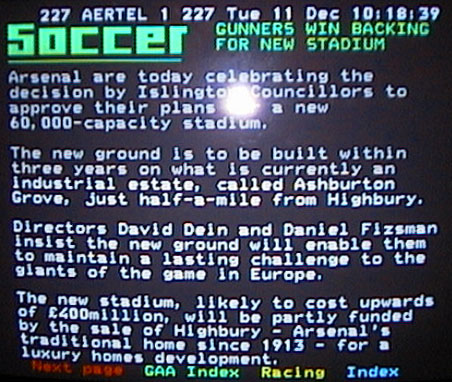 227 AERTEL 1 227 Tue 11 Dec 10:18:39
Soccer
GUNNERS WIN BACKING
FOR NEW STADIUM
Arsenal are today celebrating the
decision by Islington Councillors to
approve their plans a new
60,000-capacity stadium.
The new ground is to be built within
three years on what is currently an
industrial estate, called Ashburton
Grove, just half-a-mile from Highbury.
Directors David Dein and Daniel Fizsman
insist the new ground will enable them
to maintain a lasting challenge to the
giants of the game in Europe.
The new stadium, likely to cost upwards
of £400million, will be partly funded
by the sale of Highbury - Arsenal's
traditional home since 1913 - for a
luxury homes development.
Next page GAA Index Racing Index